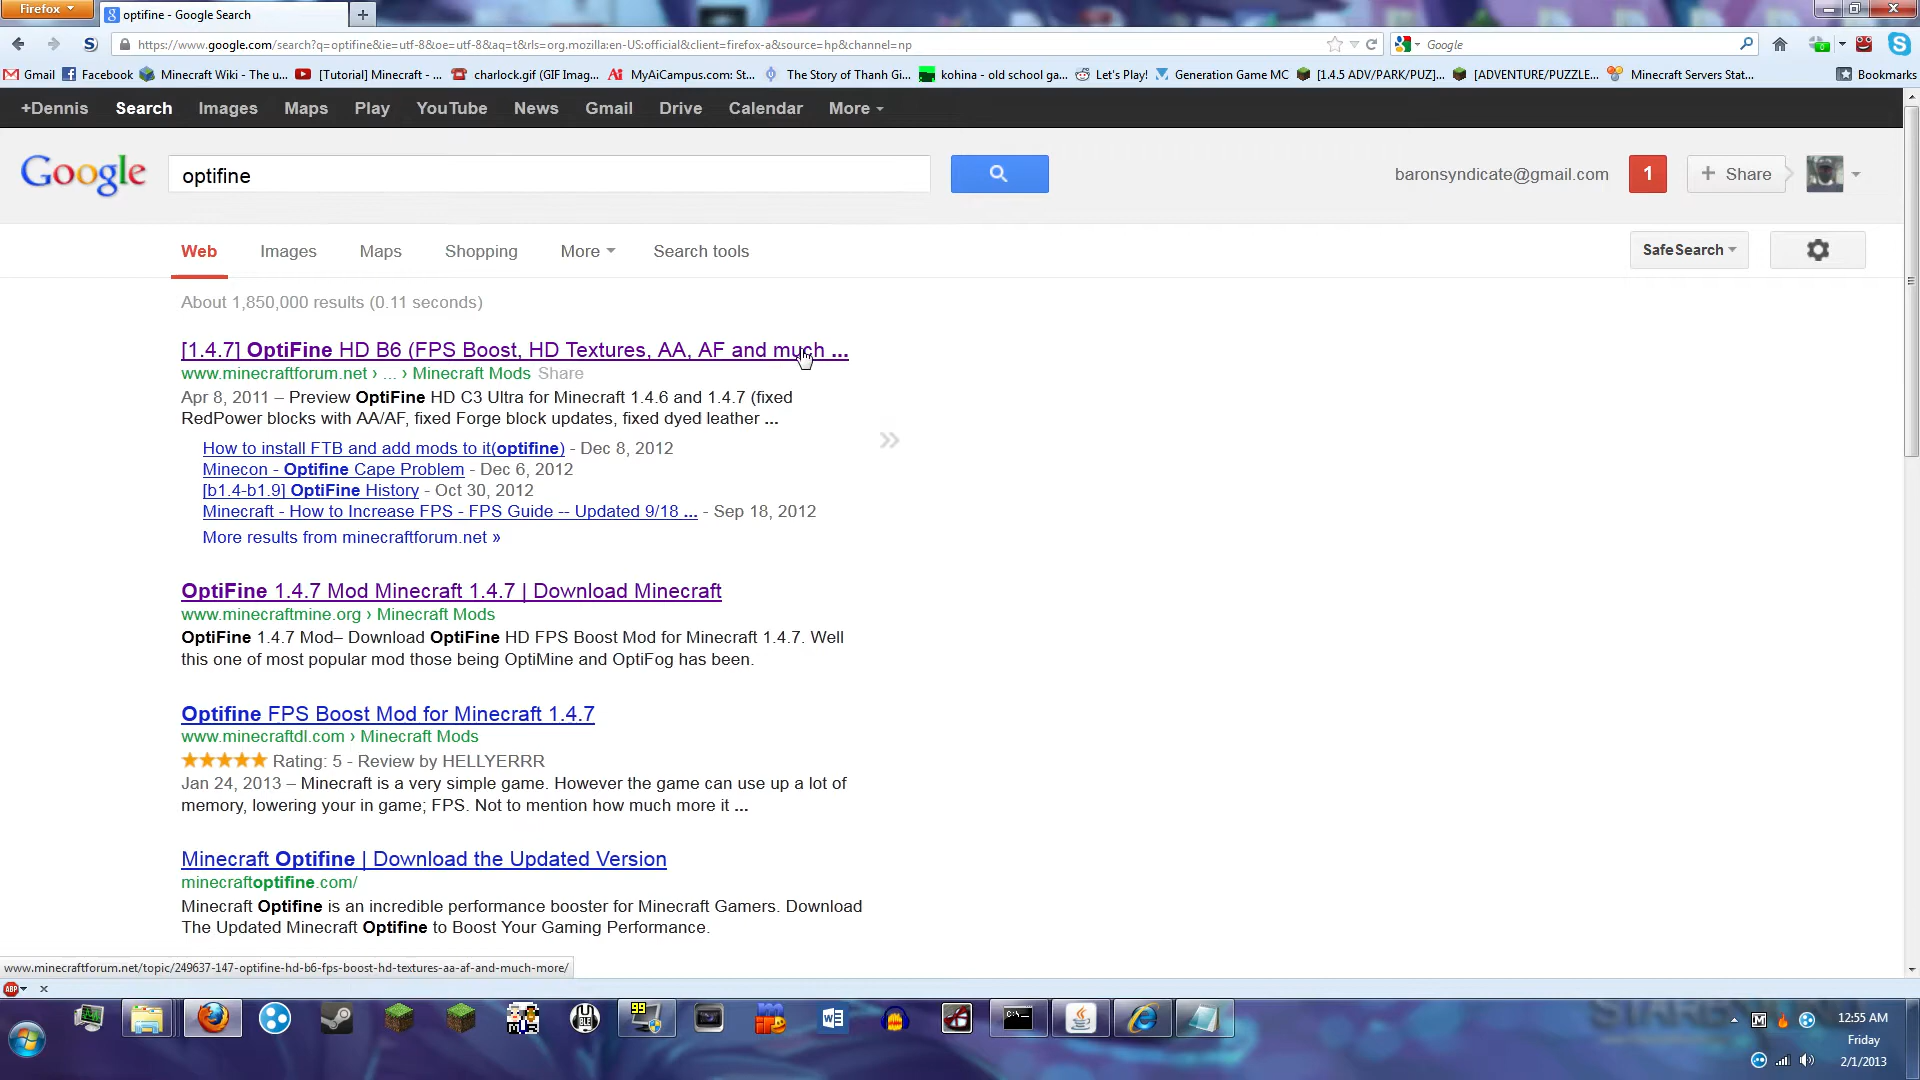 Firefox
optifine - Google Search
https://www.google.com/search?q=optifine&ie=utf-8&oe=utf-8&aq=t&rls=org.mozilla:en-US:official&client=firefox-a&source=hp&channel=np
Google
Gmail Facebook Minecraft Wiki - The u... [Tutorial] Minecraft - ... charlock.gif (GIF Imag... MyAiCampus.com: St... The Story of Thanh Gi... kohina - old school ga... Let's Play! Generation Game MC [1.4.5 ADV/PARK/PUZ]... [ADVENTURE/PUZZLE... Minecraft Servers Stat... Bookmarks
+Dennis Search Images Maps Play YouTube News Gmail Drive Calendar More
Google optifine baronsyndicate@gmail.com 1 + Share
Web Images Maps Shopping More Search tools SafeSearch
About 1,850,000 results (0.11 seconds)
[1.4.7] OptiFine HD B6 (FPS Boost, HD Textures, AA, AF and much ...
www.minecraftforum.net › ... › Minecraft Mods Share
Apr 8, 2011 – Preview OptiFine HD C3 Ultra for Minecraft 1.4.6 and 1.4.7 (fixed
RedPower blocks with AA/AF, fixed Forge block updates, fixed dyed leather ...
How to install FTB and add mods to it(optifine) - Dec 8, 2012
Minecon - Optifine Cape Problem - Dec 6, 2012
[b1.4-b1.9] OptiFine History - Oct 30, 2012
Minecraft - How to Increase FPS - FPS Guide -- Updated 9/18 ... - Sep 18, 2012
More results from minecraftforum.net »
OptiFine 1.4.7 Mod Minecraft 1.4.7 | Download Minecraft
www.minecraftmine.org › Minecraft Mods
OptiFine 1.4.7 Mod– Download OptiFine HD FPS Boost Mod for Minecraft 1.4.7. Well
this one of most popular mod those being OptiMine and OptiFog has been.
Optifine FPS Boost Mod for Minecraft 1.4.7
www.minecraftdl.com › Minecraft Mods
Rating: 5 - Review by HELLYERRR
Jan 24, 2013 – Minecraft is a very simple game. However the game can use up a lot of
memory, lowering your in game; FPS. Not to mention how much more it ...
Minecraft Optifine | Download the Updated Version
minecraftoptifine.com/
Minecraft Optifine is an incredible performance booster for Minecraft Gamers. Download
The Updated Minecraft Optifine to Boost Your Gaming Performance.
www.minecraftforum.net/topic/249637-147-optifine-hd-b6-fps-boost-hd-textures-aa-af-and-much-more/
ABP
99
12:55 AM
Friday
2/1/2013